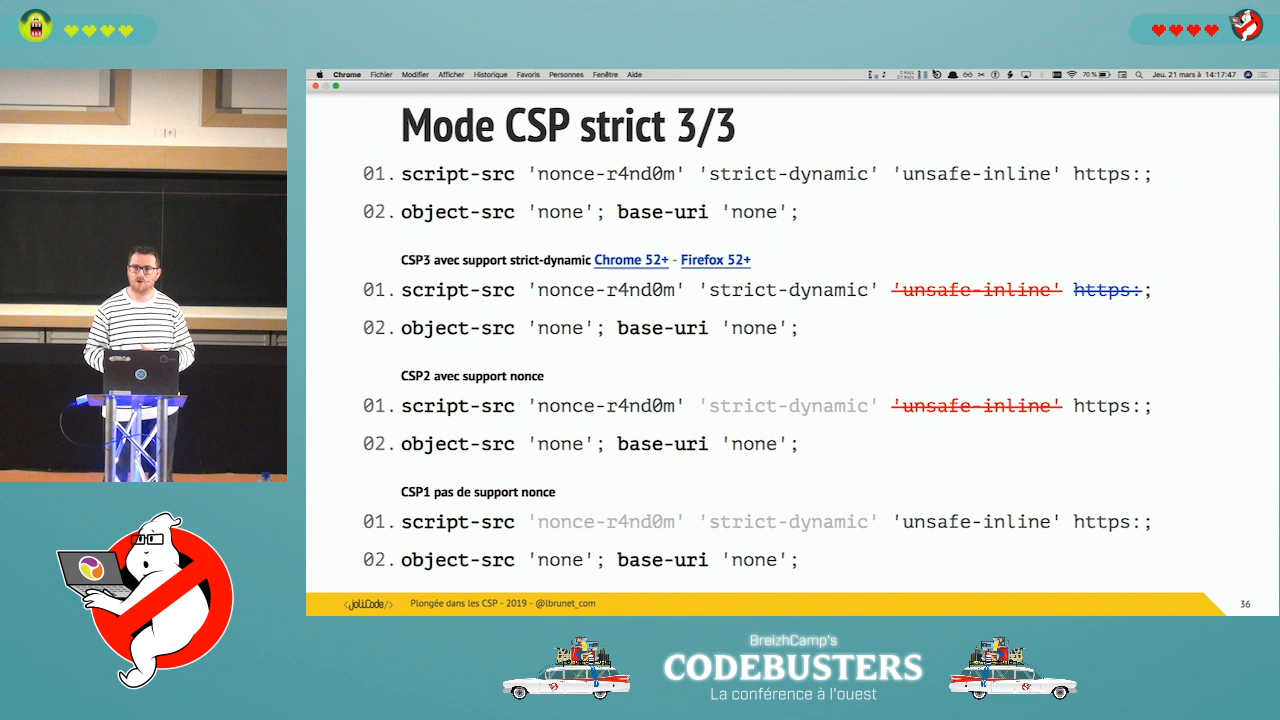 Chrome Fichier Modifier Afficher Historique Favoris Personnes Fenêtre Aide 70 % Jeu. 21 mars à 14:17:47
Mode CSP strict 3/3
01. script-src 'nonce-r4nd0m' 'strict-dynamic' 'unsafe-inline' https:;
02. object-src 'none'; base-uri 'none';
CSP3 avec support strict-dynamic Chrome 52+ - Firefox 52+
01. script-src 'nonce-r4nd0m' 'strict-dynamic' 'unsafe-inline' https:;
02. object-src 'none'; base-uri 'none';
CSP2 avec support nonce
01. script-src 'nonce-r4nd0m' 'strict-dynamic' 'unsafe-inline' https:;
02. object-src 'none'; base-uri 'none';
CSP1 pas de support nonce
01. script-src 'nonce-r4nd0m' 'strict-dynamic' 'unsafe-inline' https:;
02. object-src 'none'; base-uri 'none';
<joliCode/> Plongée dans les CSP - 2019 - @lbrunet_com 36
BreizhCamp's
CODEBUSTERS
La conférence à l'ouest